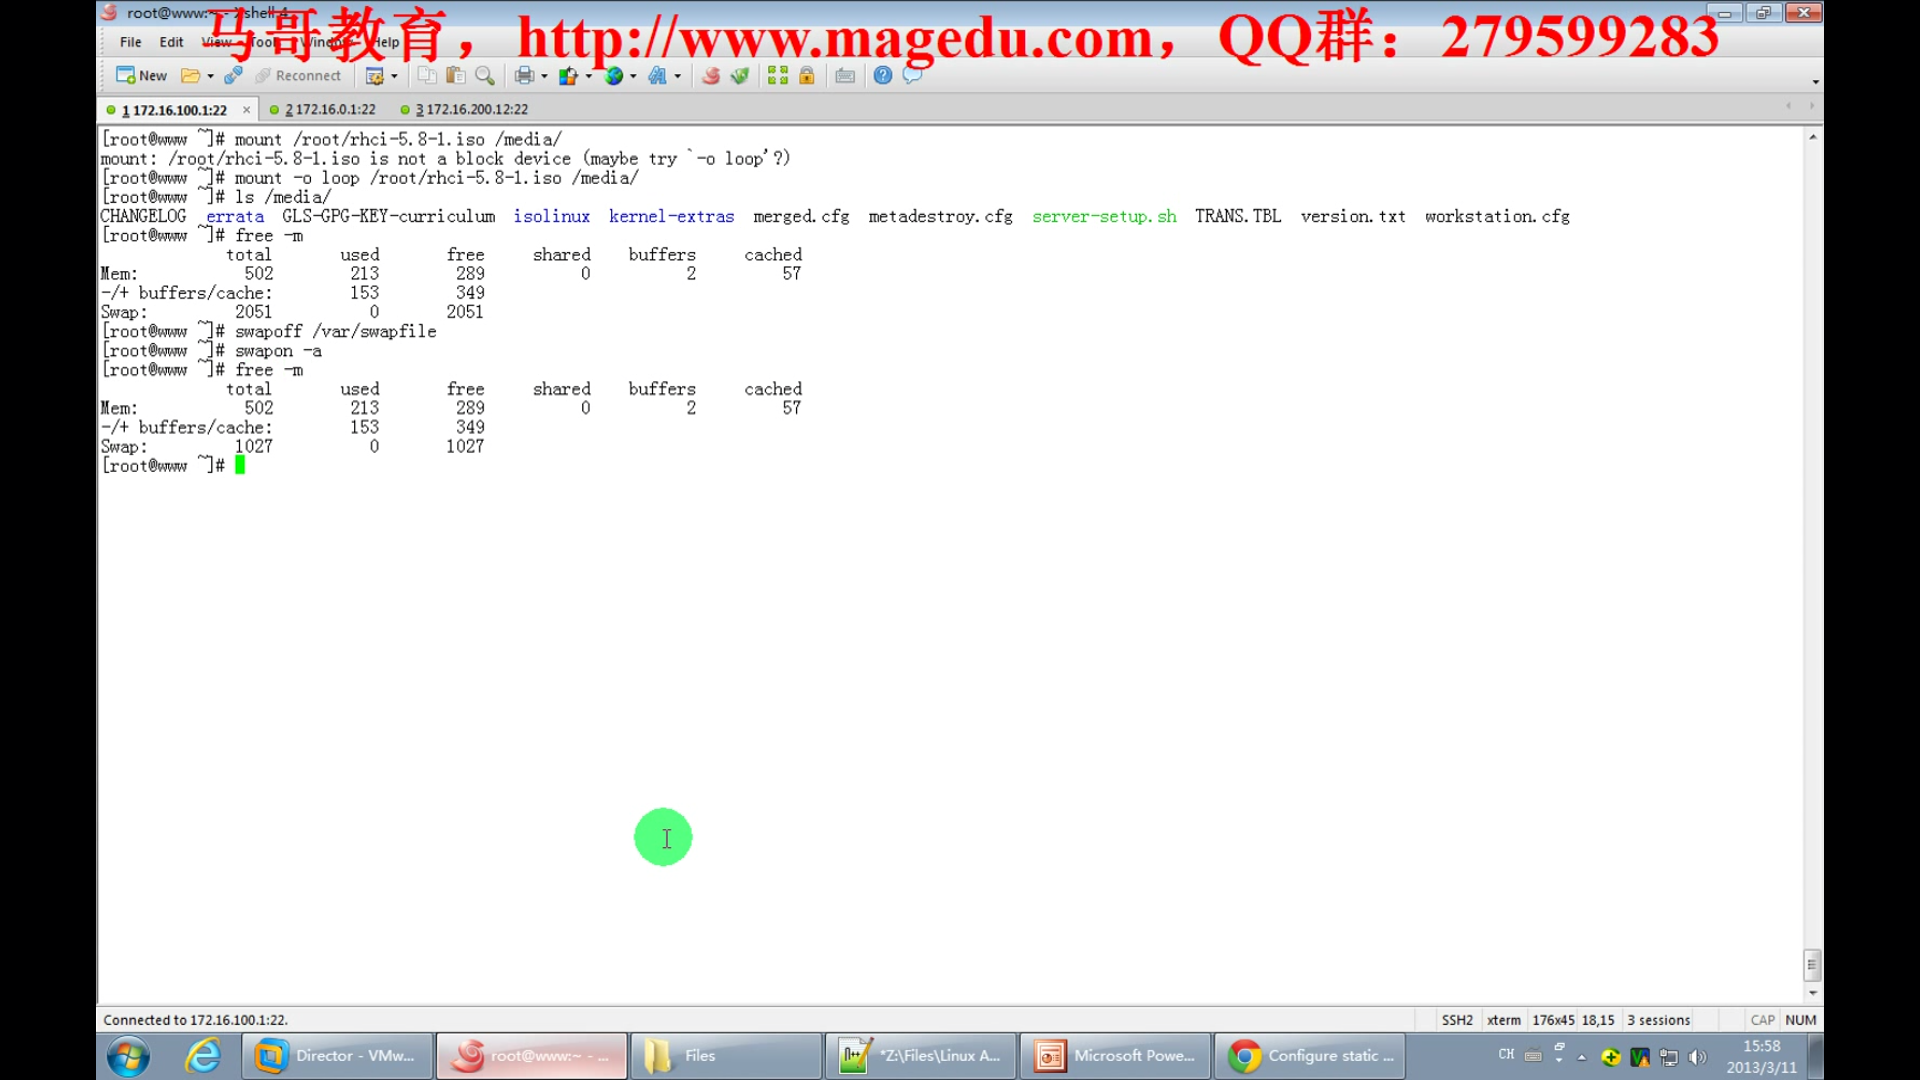 root@www:~ - Xshell 4
马哥教育，http://www.magedu.com，QQ群：279599283
File Edit View Tools Window Help
New Reconnect
1 172.16.100.1:22 2 172.16.0.1:22 3 172.16.200.12:22
[root@www ~]# mount /root/rhci-5.8-1.iso /media/
mount: /root/rhci-5.8-1.iso is not a block device (maybe try `-o loop'?)
[root@www ~]# mount -o loop /root/rhci-5.8-1.iso /media/
[root@www ~]# ls /media/
CHANGELOG errata GLS-GPG-KEY-curriculum isolinux kernel-extras merged.cfg metadestroy.cfg server-setup.sh TRANS.TBL version.txt workstation.cfg
[root@www ~]# free -m
total used free shared buffers cached
Mem: 502 213 289 0 2 57
-/+ buffers/cache: 153 349
Swap: 2051 0 2051
[root@www ~]# swapoff /var/swapfile
[root@www ~]# swapon -a
[root@www ~]# free -m
total used free shared buffers cached
Mem: 502 213 289 0 2 57
-/+ buffers/cache: 153 349
Swap: 1027 0 1027
[root@www ~]#
Connected to 172.16.100.1:22. SSH2 xterm 176x45 18,15 3 sessions CAP NUM
Director - VMw... root@www:~ - ... Files *Z:\Files\Linux A... Microsoft Powe... Configure static ... CH 15:58
2013/3/11